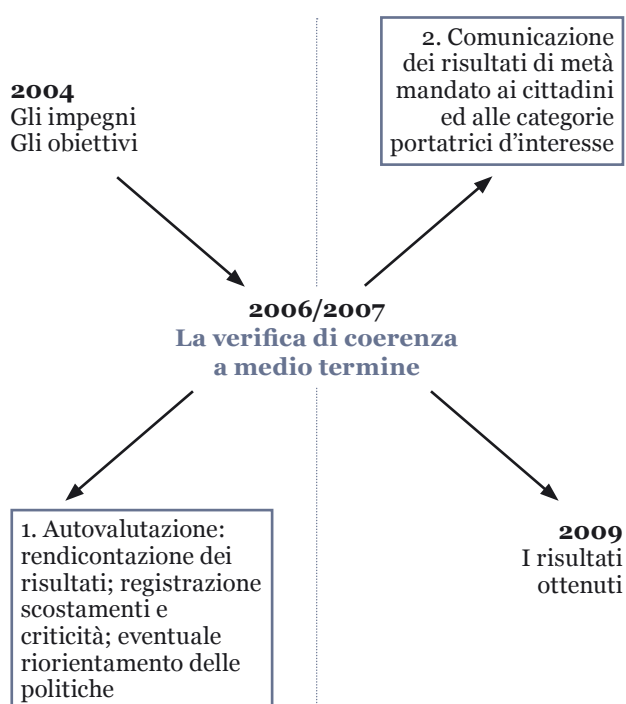 2004
Gli impegni
Gli obiettivi
2. Comunicazione
dei risultati di metà
mandato ai cittadini
ed alle categorie
portatrici d'interesse
2006/2007
La verifica di coerenza
a medio termine
1. Autovalutazione:
rendicontazione dei
risultati; registrazione
scostamenti e
criticità; eventuale
riorientamento delle
politiche
2009
I risultati
ottenuti